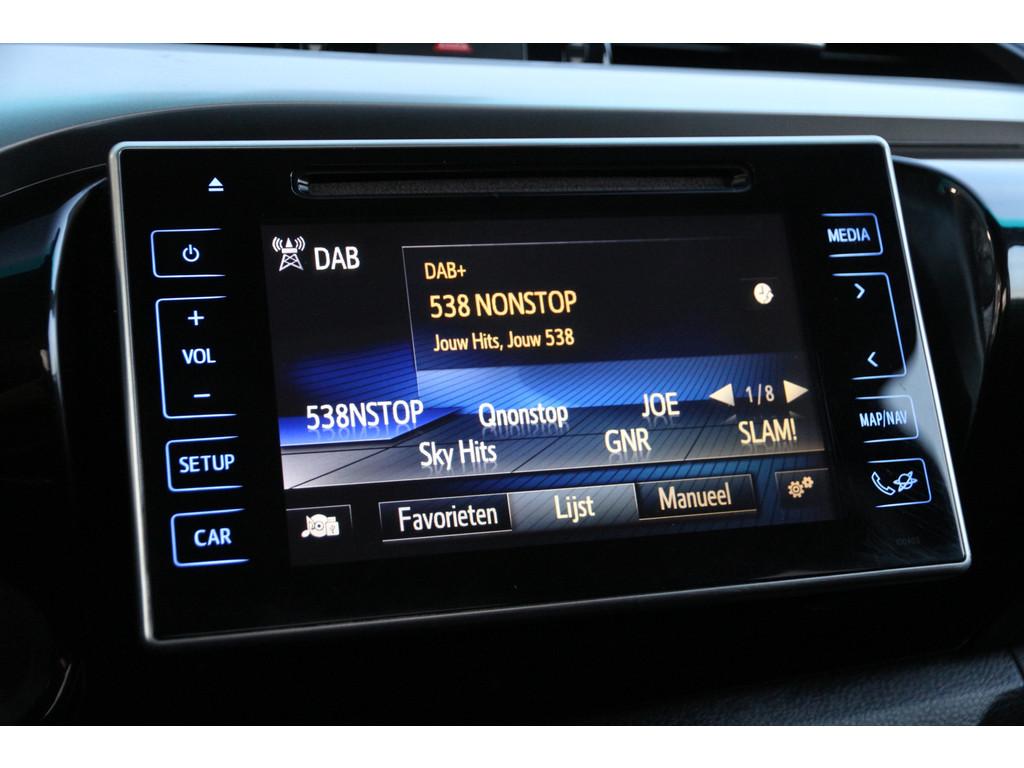 DAB
DAB+
538 NONSTOP
Jouw Hits, Jouw 538
538NSTOP Qnonstop JOE 1/8
Sky Hits GNR SLAM!
Favorieten Lijst Manueel
+
VOL
-
SETUP
CAR
MEDIA
>
<
MAP/NAV